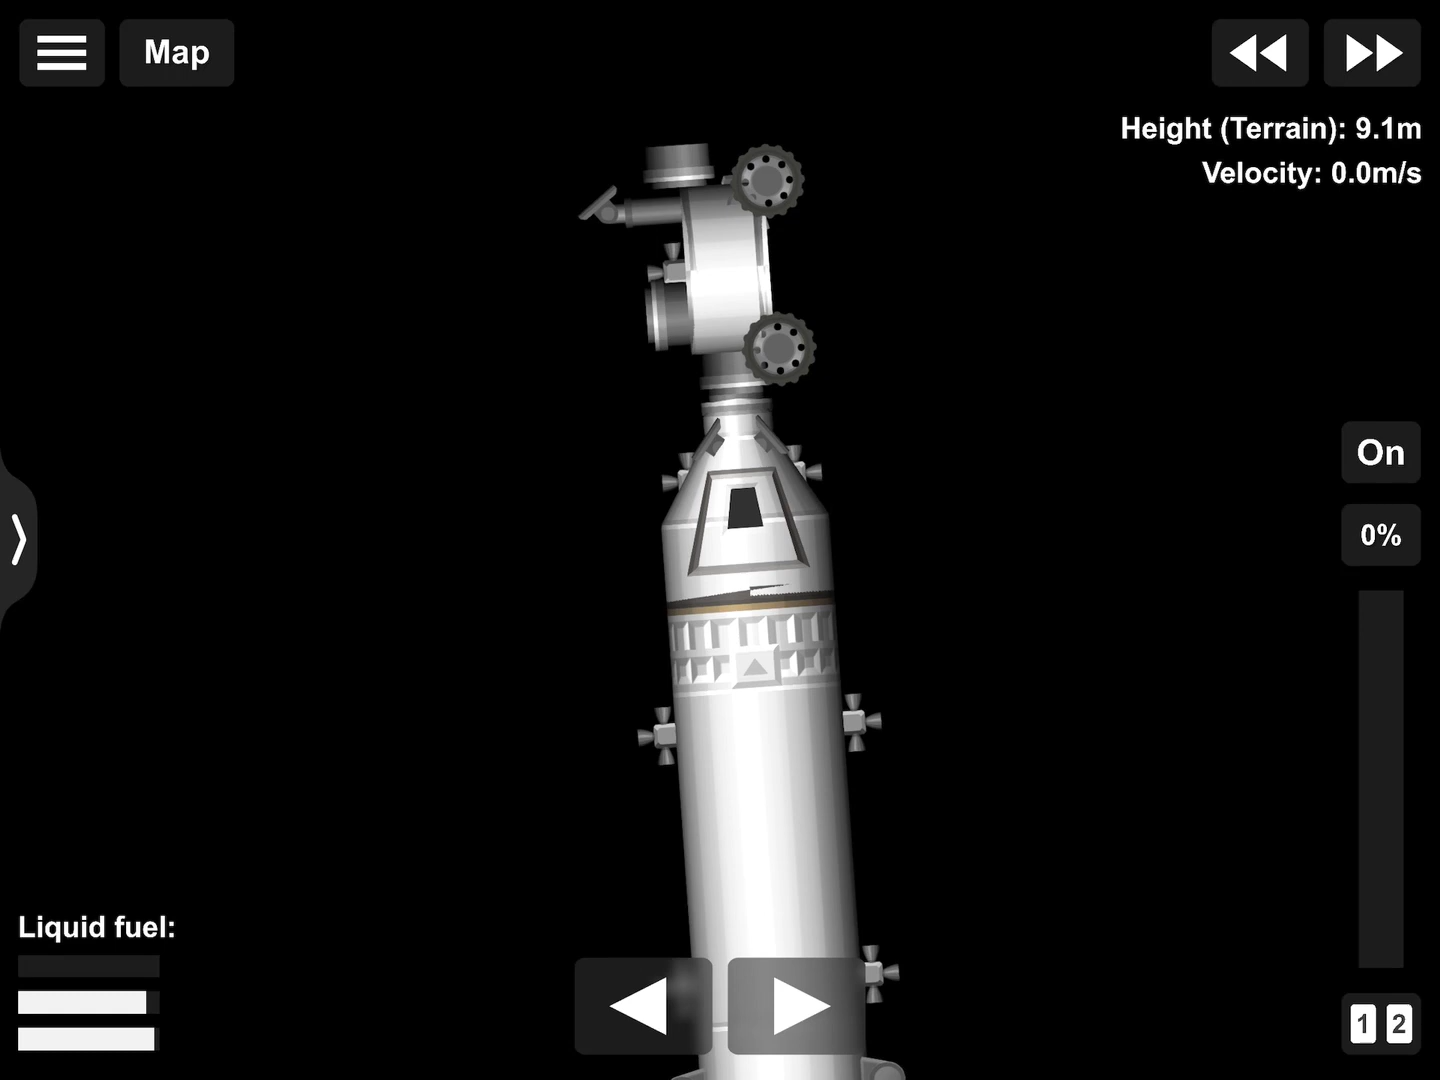 Map
Height (Terrain): 9.1m
Velocity: 0.0m/s
On
0%
Liquid fuel:
1 2